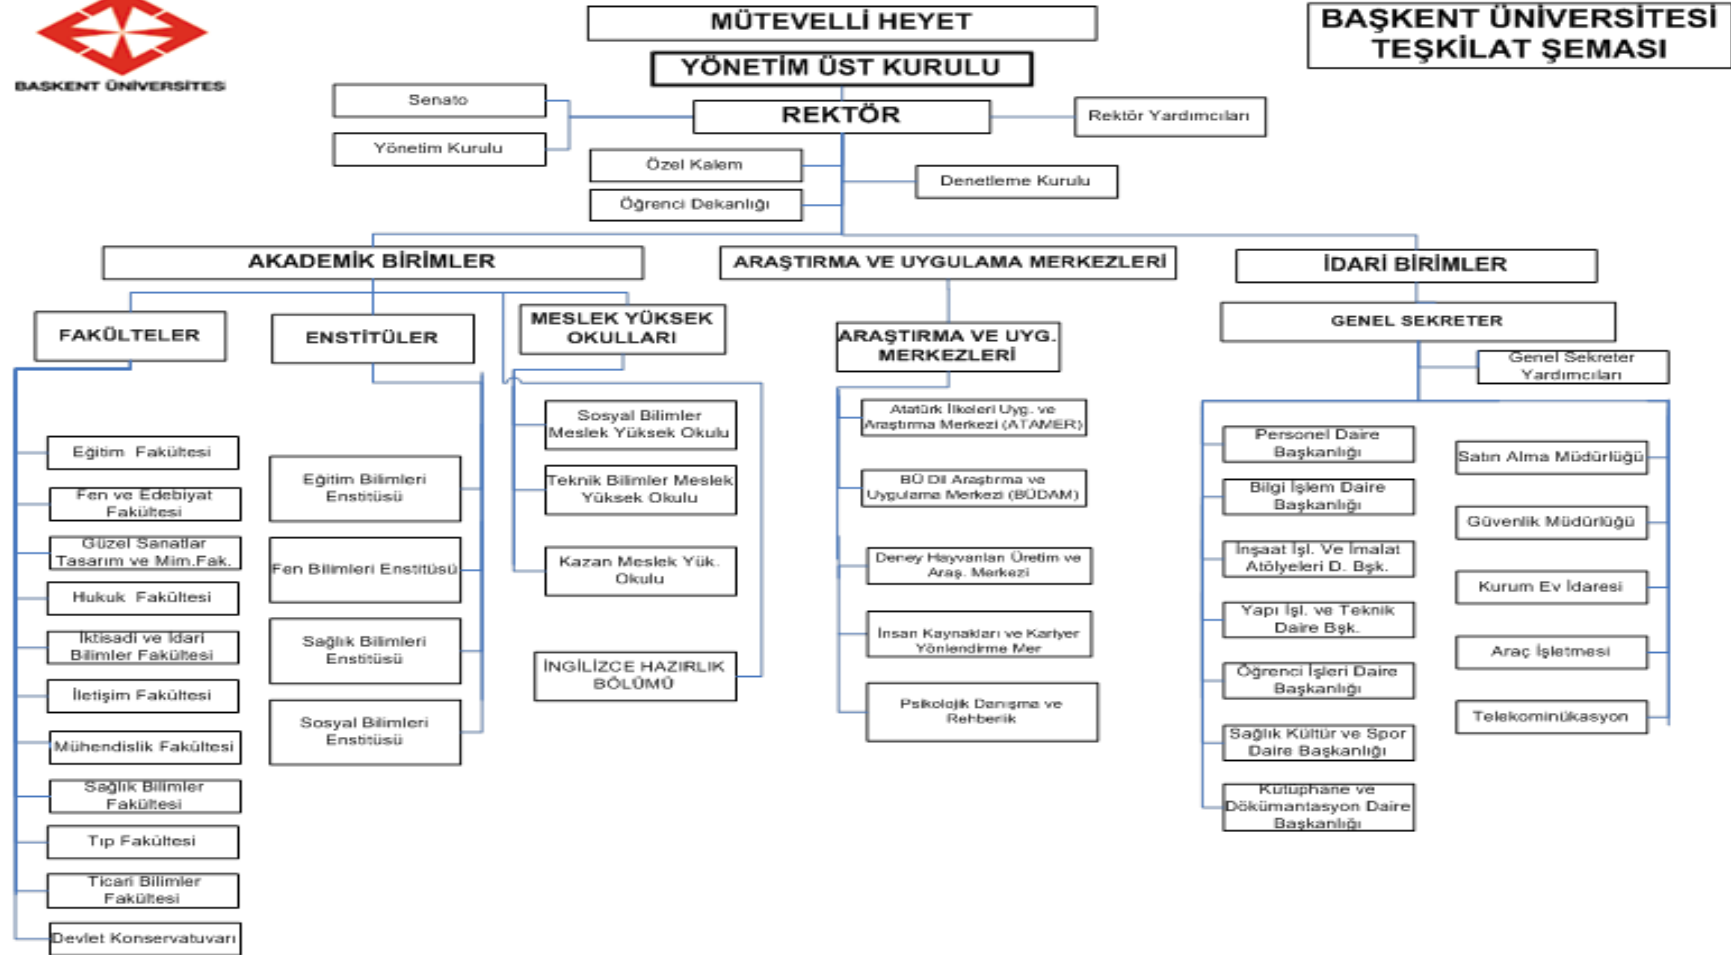 MÜTEVELLİ HEYET
BAŞKENT ÜNİVERSİTESİ
TEŞKİLAT ŞEMASI
BAŞKENT ÜNİVERSİTES
YÖNETİM ÜST KURULU
Senato
REKTÖR
Rektör Yardımcıları
Yönetim Kurulu
Özel Kalem
Denetleme Kurulu
Öğrenci Dekanlığı
AKADEMİK BİRİMLER
ARAŞTIRMA VE UYGULAMA MERKEZLERİ
İDARİ BİRİMLER
FAKÜLTELER
ENSTİTÜLER
MESLEK YÜKSEK
OKULLARI
ARAŞTIRMA VE UYG.
MERKEZLERİ
GENEL SEKRETER
Genel Sekreter
Yardımcıları
Eğitim Fakültesi
Fen ve Edebiyat
Fakültesi
Güzel Sanatlar
Tasarım ve Mim.Fak.
Hukuk Fakültesi
İktisadi ve İdari
Bilimler Fakültesi
İletişim Fakültesi
Mühendislik Fakültesi
Sağlık Bilimler
Fakültesi
Tıp Fakültesi
Ticari Bilimler
Fakültesi
Devlet Konservatuvarı
Eğitim Bilimleri
Enstitüsü
Fen Bilimleri Enstitüsü
Sağlık Bilimleri
Enstitüsü
Sosyal Bilimleri
Enstitüsü
Sosyal Bilimler
Meslek Yüksek Okulu
Teknik Bilimler Meslek
Yüksek Okulu
Kazan Meslek Yük.
Okulu
İNGİLİZCE HAZIRLIK
BÖLÜMÜ
Atatürk İlkeleri Uyg. ve
Araştırma Merkezi (ATAMER)
BÜ Dil Araştırma ve
Uygulama Merkezi (BÜDAM)
Deney Hayvanları Üretim ve
Araş. Merkezi
İnsan Kaynakları ve Kariyer
Yönlendirme Mer
Psikolojik Danışma ve
Rehberlik
Personel Daire
Başkanlığı
Bilgi İşlem Daire
Başkanlığı
İnşaat İşl. Ve İmalat
Atölyeleri D. Bşk.
Yapı İşl. ve Teknik
Daire Bşk.
Öğrenci İşleri Daire
Başkanlığı
Sağlık Kültür ve Spor
Daire Başkanlığı
Kütüphane ve
Dökümantasyon Daire
Başkanlığı
Satın Alma Müdürlüğü
Güvenlik Müdürlüğü
Kurum Ev İdaresi
Araç İşletmesi
Telekominükasyon